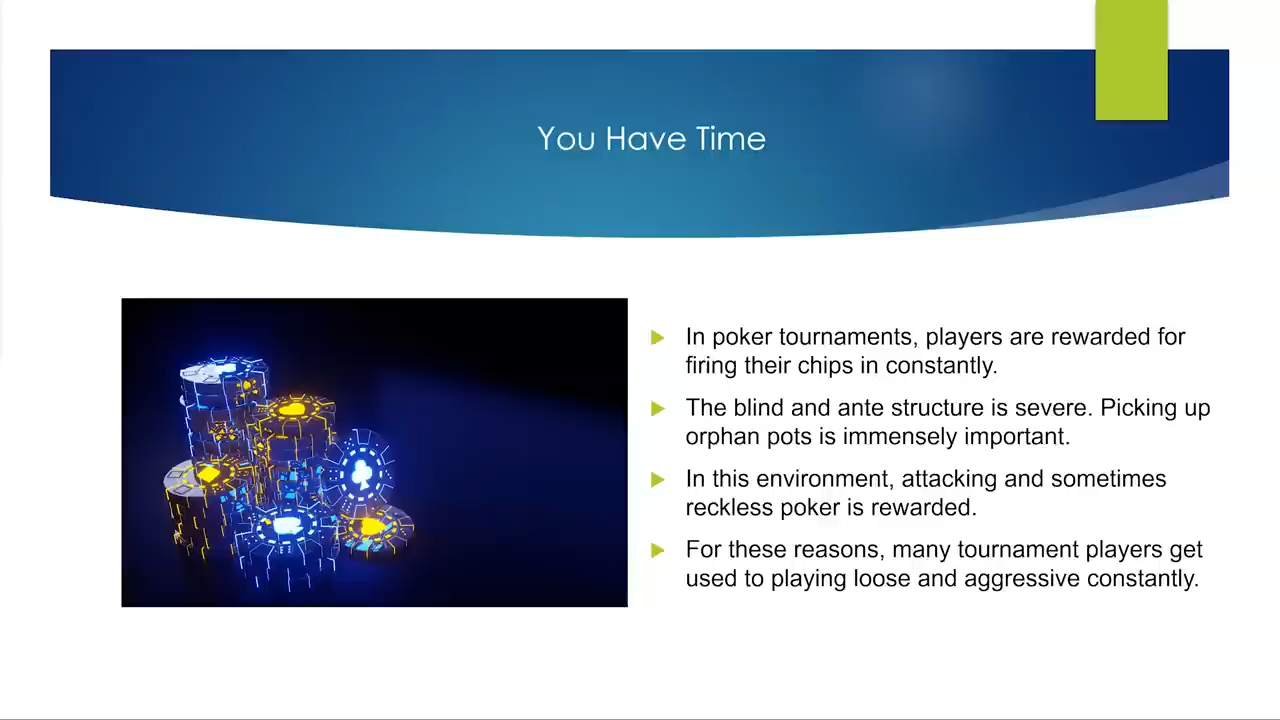 You Have Time
In poker tournaments, players are rewarded for
firing their chips in constantly.
The blind and ante structure is severe. Picking up
orphan pots is immensely important.
In this environment, attacking and sometimes
reckless poker is rewarded.
For these reasons, many tournament players get
used to playing loose and aggressive constantly.